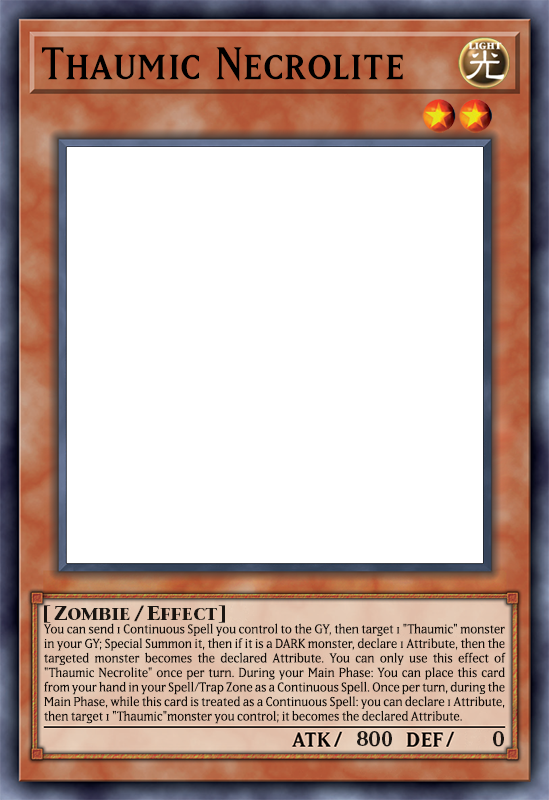 Thaumic Necrolite
LIGHT
光
[ Zombie / Effect ]
You can send 1 Continuous Spell you control to the GY, then target 1 "Thaumic" monster
in your GY; Special Summon it, then if it is a DARK monster, declare 1 Attribute, then the
targeted monster becomes the declared Attribute. You can only use this effect of
"Thaumic Necrolite" once per turn. During your Main Phase: You can place this card
from your hand in your Spell/Trap Zone as a Continuous Spell. Once per turn, during the
Main Phase, while this card is treated as a Continuous Spell: you can declare 1 Attribute,
then target 1 "Thaumic"monster you control; it becomes the declared Attribute.
ATK/ 800 DEF/ 0